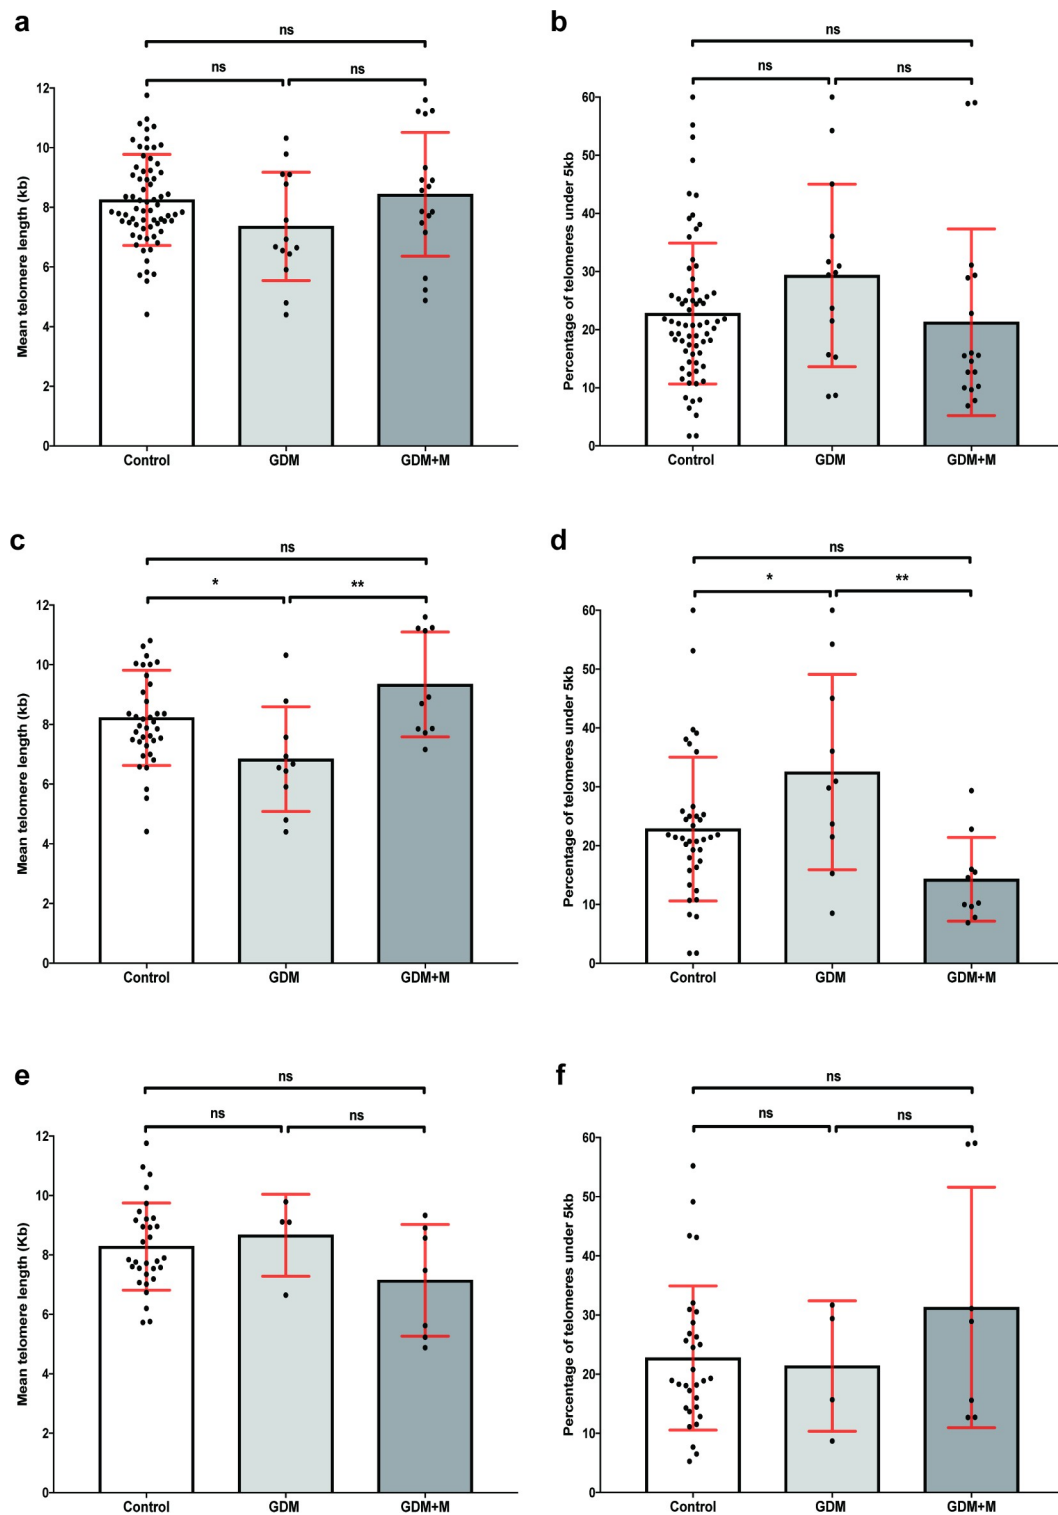 a
ns
ns
ns
Mean telomere length (kb)
12
10
8
6
4
2
0
Control GDM GDM+M
b
ns
ns
ns
Percentage of telomeres under 5kb
60
50
40
30
20
10
0
Control GDM GDM+M
c
ns
* **
Mean telomere length (kb)
12
10
8
6
4
2
0
Control GDM GDM+M
d
ns
* **
Percentage of telomeres under 5kb
60
50
40
30
20
10
0
Control GDM GDM+M
e
ns
ns
ns
Mean telomere length (Kb)
12
10
8
6
4
2
0
Control GDM GDM+M
f
ns
ns
ns
Percentage of telomeres under 5kb
60
50
40
30
20
10
0
Control GDM GDM+M